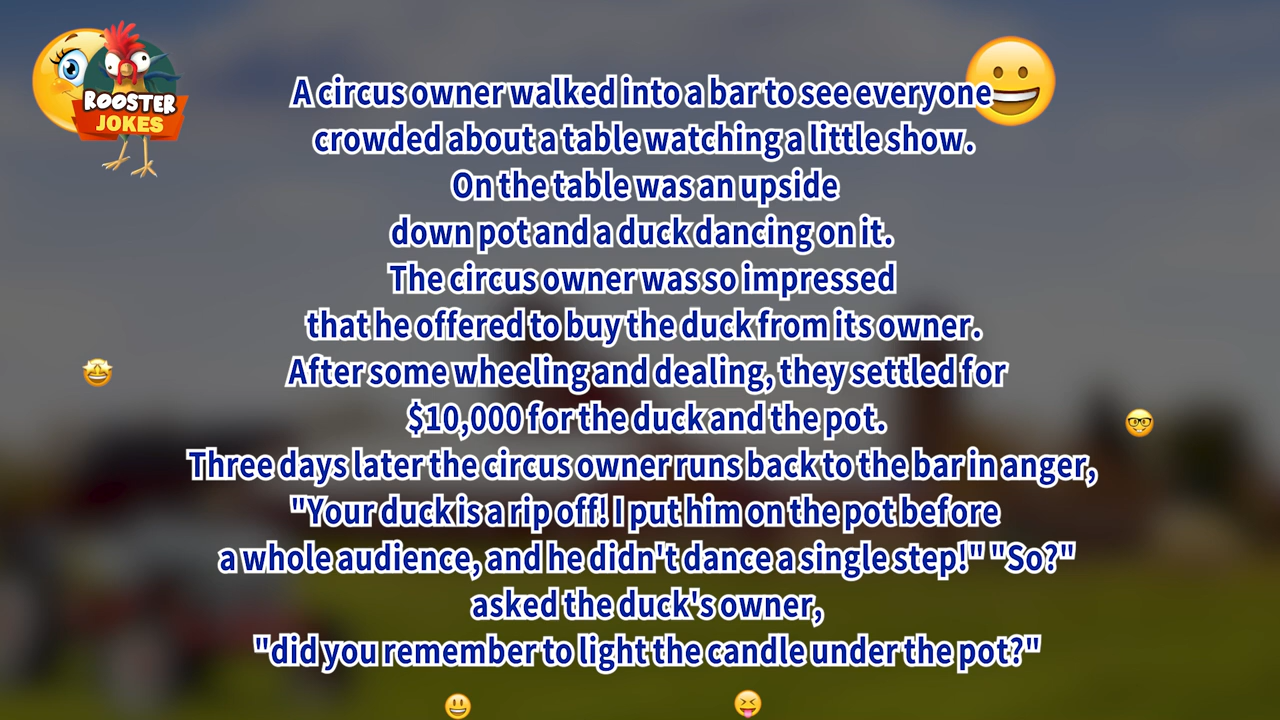 ROOSTER
JOKES
A circus owner walked into a bar to see everyone
crowded about a table watching a little show.
On the table was an upside
down pot and a duck dancing on it.
The circus owner was so impressed
that he offered to buy the duck from its owner.
After some wheeling and dealing, they settled for
$10,000 for the duck and the pot.
Three days later the circus owner runs back to the bar in anger,
"Your duck is a rip off! I put him on the pot before
a whole audience, and he didn't dance a single step!" "So?"
asked the duck's owner,
"did you remember to light the candle under the pot?"